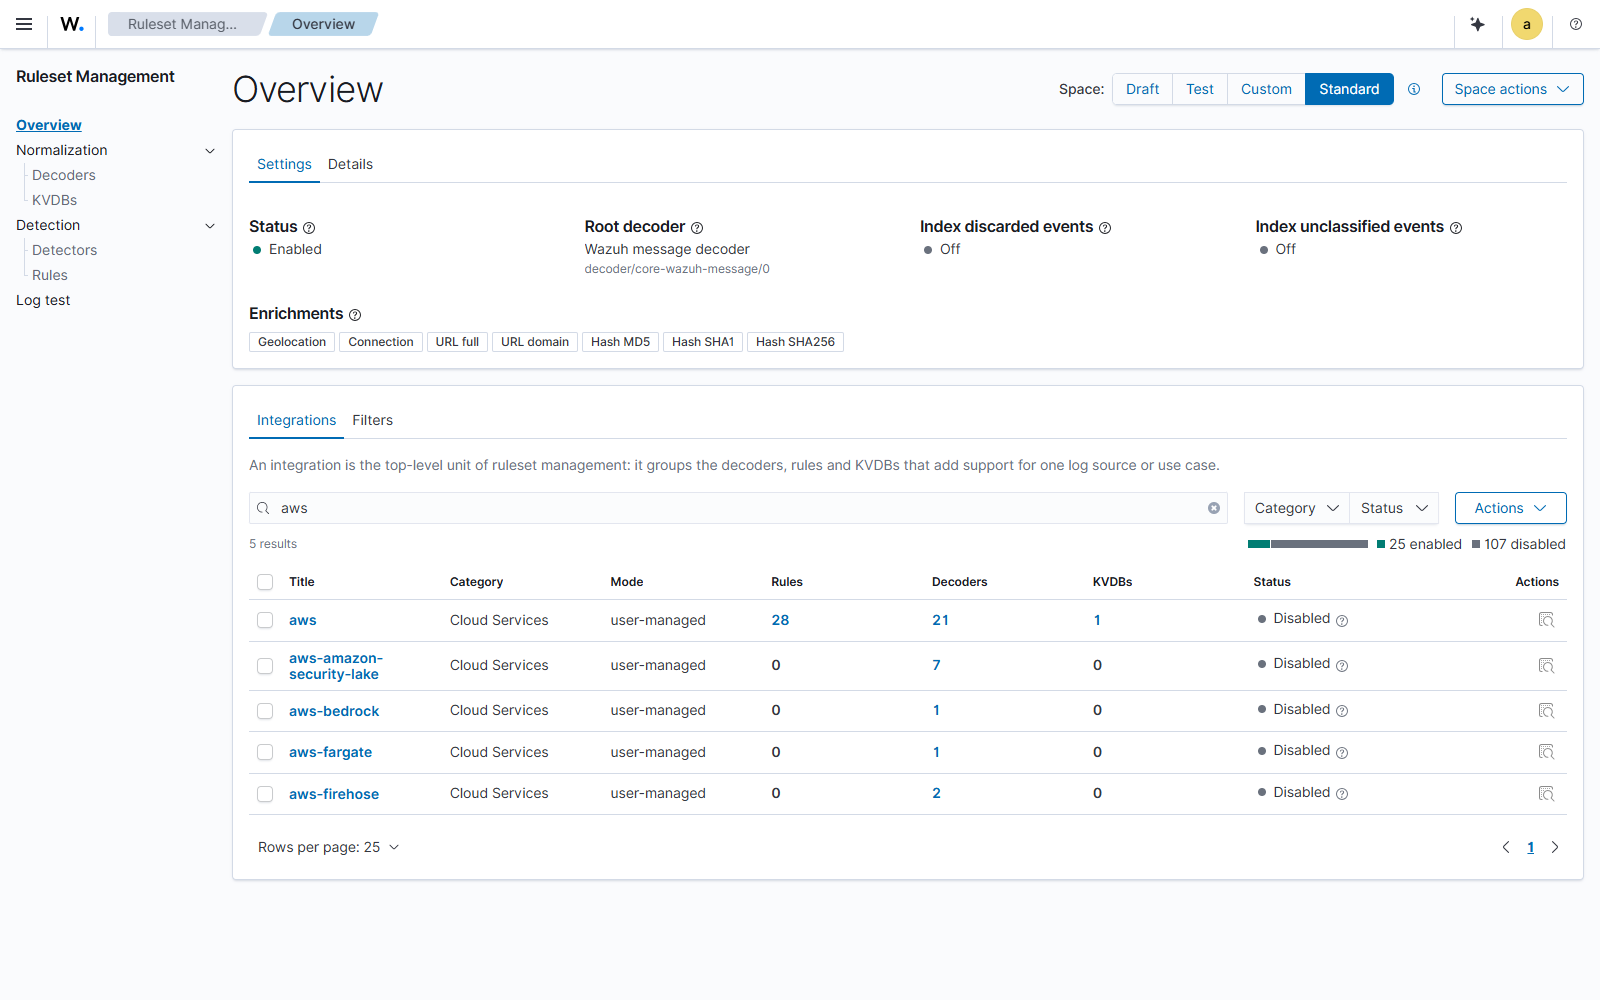 W.
Ruleset Manag...
Overview
a
Ruleset Management
Overview
Normalization
Decoders
KVDBs
Detection
Detectors
Rules
Log test
Overview
Space: Draft Test Custom Standard
Space actions
Settings Details
Status Root decoder Index discarded events Index unclassified events
Enabled Wazuh message decoder Off Off
decoder/core-wazuh-message/0
Enrichments
Geolocation Connection URL full URL domain Hash MD5 Hash SHA1 Hash SHA256
Integrations Filters
An integration is the top-level unit of ruleset management: it groups the decoders, rules and KVDBs that add support for one log source or use case.
aws Category Status Actions
5 results 25 enabled 107 disabled
Title Category Mode Rules Decoders KVDBs Status Actions
aws Cloud Services user-managed 28 21 1 Disabled
aws-amazon-
security-lake Cloud Services user-managed 0 7 0 Disabled
aws-bedrock Cloud Services user-managed 0 1 0 Disabled
aws-fargate Cloud Services user-managed 0 1 0 Disabled
aws-firehose Cloud Services user-managed 0 2 0 Disabled
Rows per page: 25 1